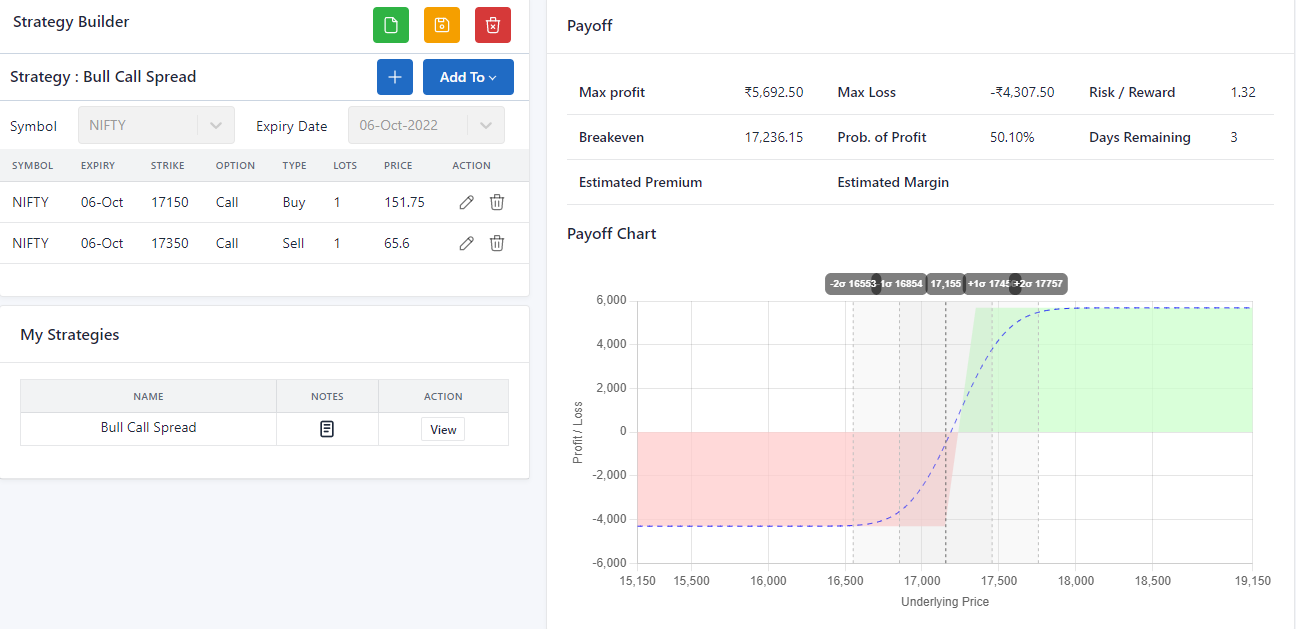 Strategy Builder
Strategy : Bull Call Spread
Add To
Symbol NIFTY Expiry Date 06-Oct-2022
SYMBOL EXPIRY STRIKE OPTION TYPE LOTS PRICE ACTION
NIFTY 06-Oct 17150 Call Buy 1 151.75
NIFTY 06-Oct 17350 Call Sell 1 65.6
My Strategies
NAME NOTES ACTION
Bull Call Spread View
Payoff
Max profit ₹5,692.50 Max Loss -₹4,307.50 Risk / Reward 1.32
Breakeven 17,236.15 Prob. of Profit 50.10% Days Remaining 3
Estimated Premium Estimated Margin
Payoff Chart
-2σ 16553 1σ 16854 17,155 +1σ 1745 +2σ 17757
6,000
4,000
2,000
0
-2,000
-4,000
-6,000
Profit / Loss
15,150 15,500 16,000 16,500 17,000 17,500 18,000 18,500 19,150
Underlying Price